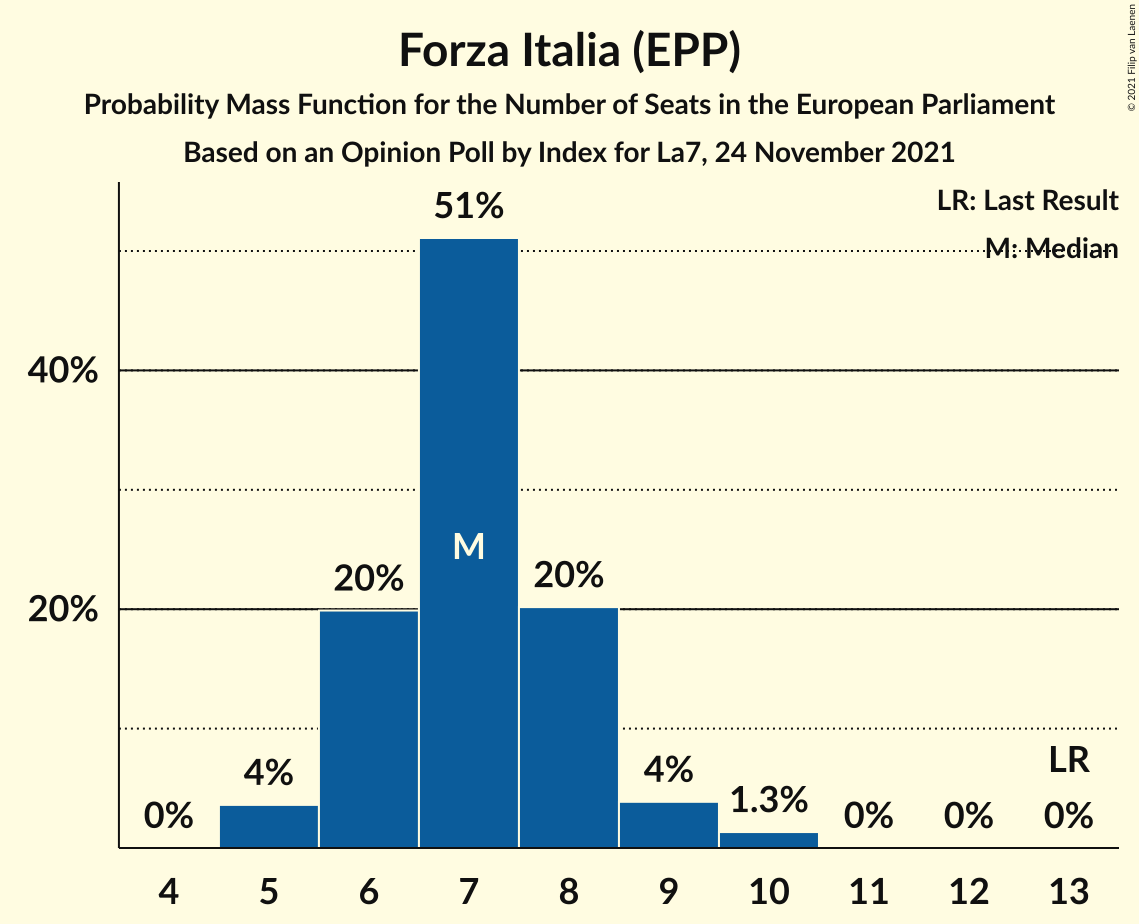 Forza Italia (EPP)
Probability Mass Function for the Number of Seats in the European Parliament
Based on an Opinion Poll by Index for La7, 24 November 2021
© 2021 Filip van Laenen
LR: Last Result
M: Median
51%
40%
M
20%
20%
20%
4%
4%
1.3%
LR
0%
0%
0%
0%
4 5 6 7 8 9 10 11 12 13